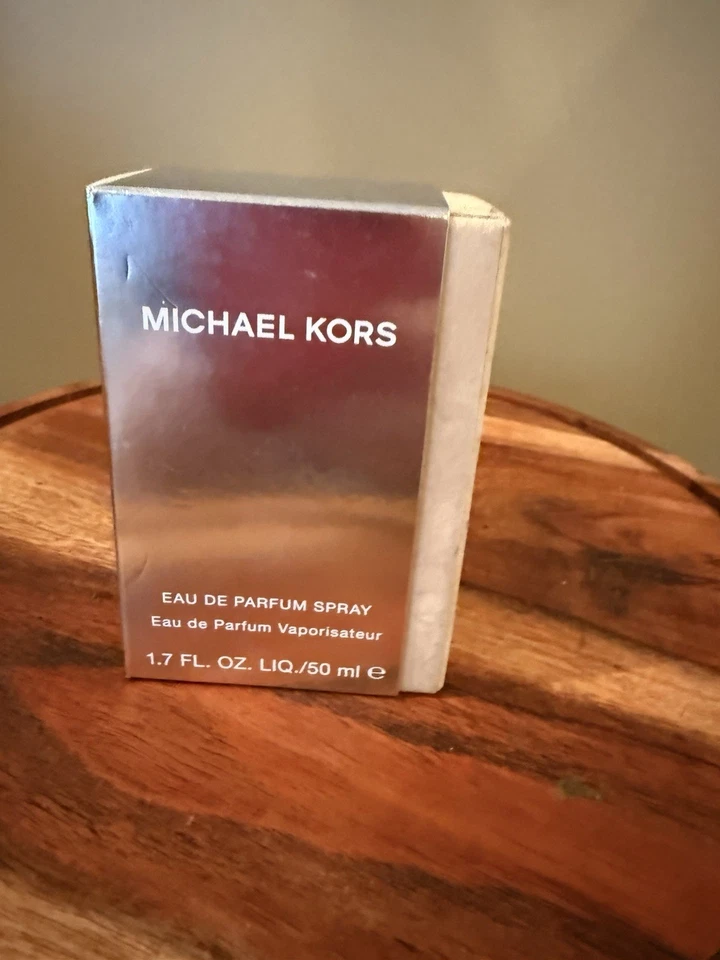 MICHAEL KORS
EAU DE PARFUM SPRAY
Eau de Parfum Vaporisateur
1.7 FL. OZ. LIQ./50 ml ℮